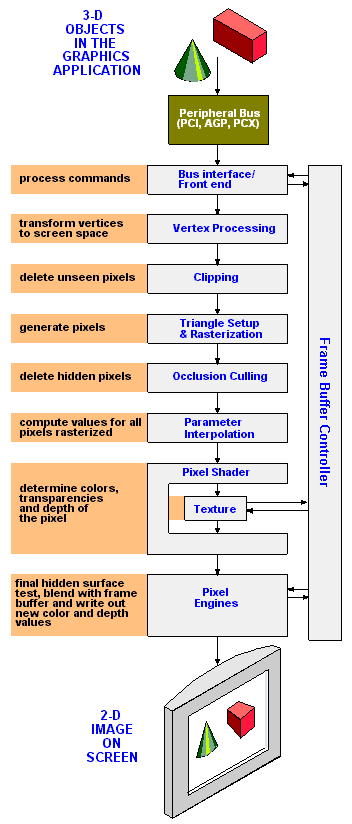 3-D
OBJECTS
IN THE
GRAPHICS
APPLICATION
Peripheral Bus
(PCI, AGP, PCX)
process commands
Bus interface/
Front end
transform vertices
to screen space
Vertex Processing
delete unseen pixels
Clipping
generate pixels
Triangle Setup
& Rasterization
delete hidden pixels
Occlusion Culling
compute values for all
pixels rasterized
Parameter
Interpolation
determine colors,
transparencies
and depth of
the pixel
Pixel Shader
Texture
final hidden surface
test, blend with frame
buffer and write out
new color and depth
values
Pixel
Engines
Frame Buffer Controller
2-D
IMAGE
ON
SCREEN